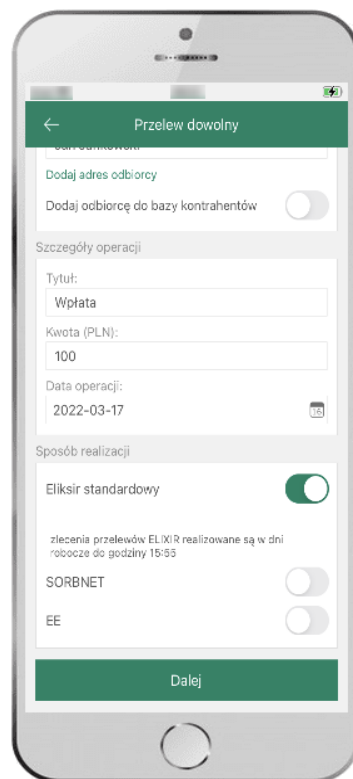 Przelew dowolny
Dodaj adres odbiorcy
Dodaj odbiorcę do bazy kontrahentów
Szczegóły operacji
Tytuł:
Wpłata
Kwota (PLN):
100
Data operacji:
2022-03-17
16
Sposób realizacji
Eliksir standardowy
zlecenia przelewów ELIXIR realizowane są w dni
robocze do godziny 15:55
SORBNET
EE
Dalej